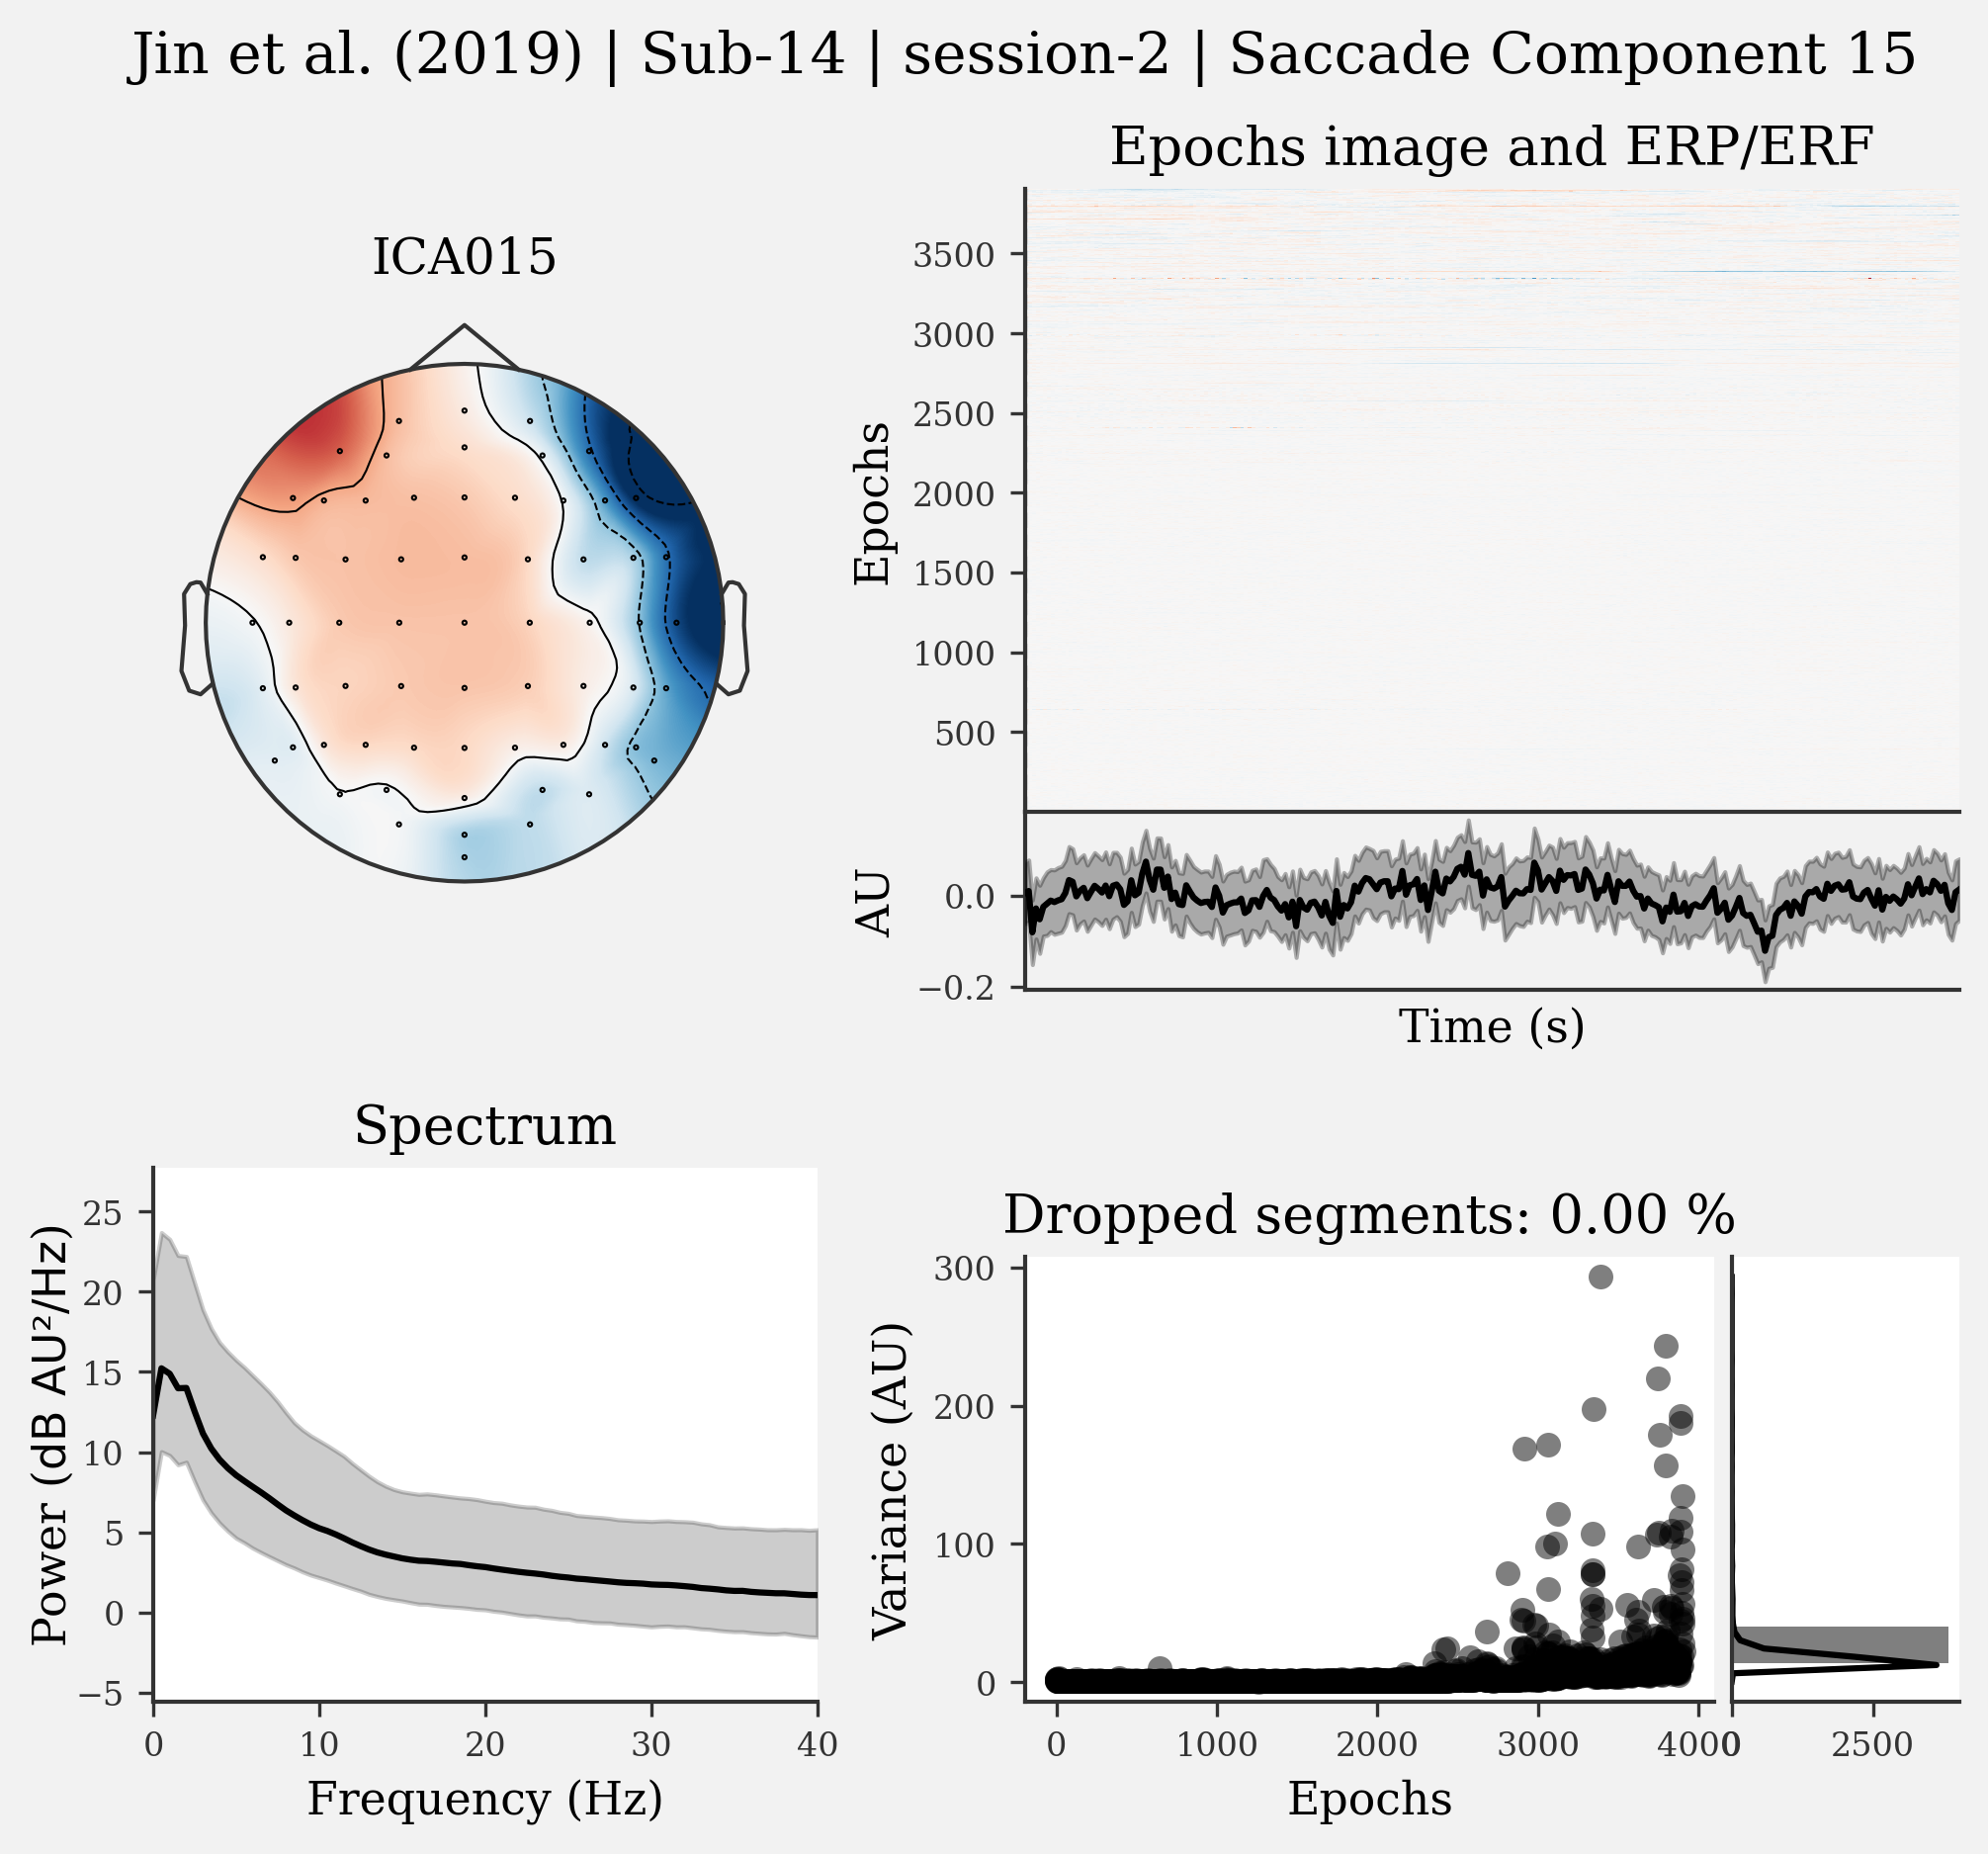 Jin et al. (2019) | Sub-14 | session-2 | Saccade Component 15
ICA015
Epochs image and ERP/ERF
Epochs
3500
3000
2500
2000
1500
1000
500
AU
0.0
−0.2
Time (s)
Spectrum
Power (dB AU²/Hz)
25
20
15
10
5
0
−5
0 10 20 30 40
Frequency (Hz)
Dropped segments: 0.00 %
Variance (AU)
300
200
100
0
0 1000 2000 3000 4000
0 2500
Epochs